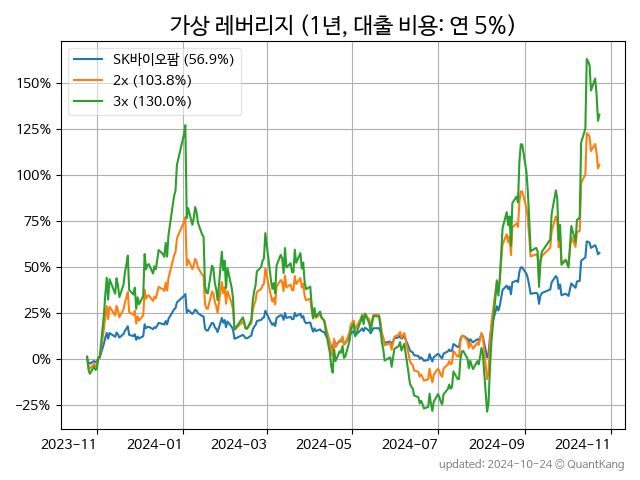 가상 레버리지 (1년, 대출 비용: 연 5%)
SK바이오팜 (56.9%)
2x (103.8%)
3x (130.0%)
150%
125%
100%
75%
50%
25%
0%
−25%
2023-11 2024-01 2024-03 2024-05 2024-07 2024-09 2024-11
updated: 2024-10-24 © QuantKang